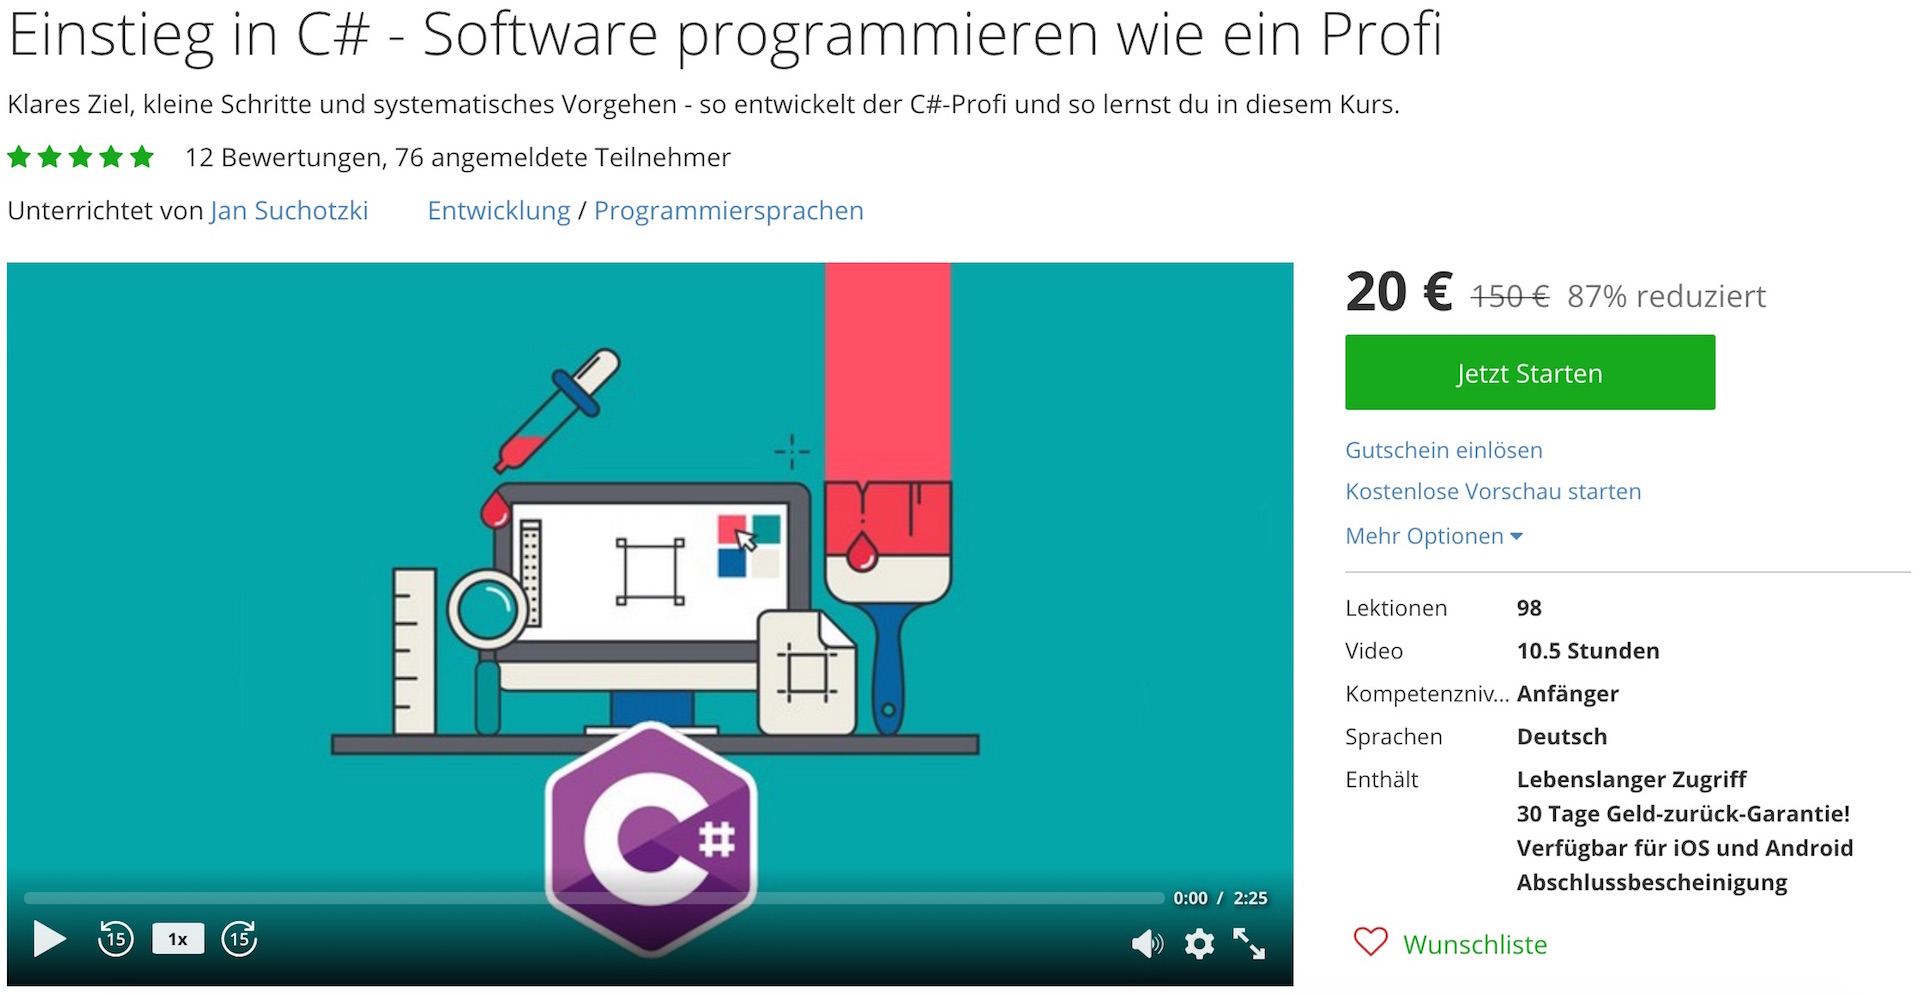 Einstieg in C# - Software programmieren wie ein Profi
Klares Ziel, kleine Schritte und systematisches Vorgehen - so entwickelt der C#-Profi und so lernst du in diesem Kurs.
12 Bewertungen, 76 angemeldete Teilnehmer
Unterrichtet von Jan Suchotzki Entwicklung / Programmiersprachen
20 € 150 € 87% reduziert
Jetzt Starten
Gutschein einlösen
Kostenlose Vorschau starten
Mehr Optionen
Lektionen 98
Video 10.5 Stunden
Kompetenzniv... Anfänger
Sprachen Deutsch
Enthält Lebenslanger Zugriff
30 Tage Geld-zurück-Garantie!
Verfügbar für iOS und Android
Abschlussbescheinigung
Wunschliste
C#
0:00 / 2:25
15 1x 15